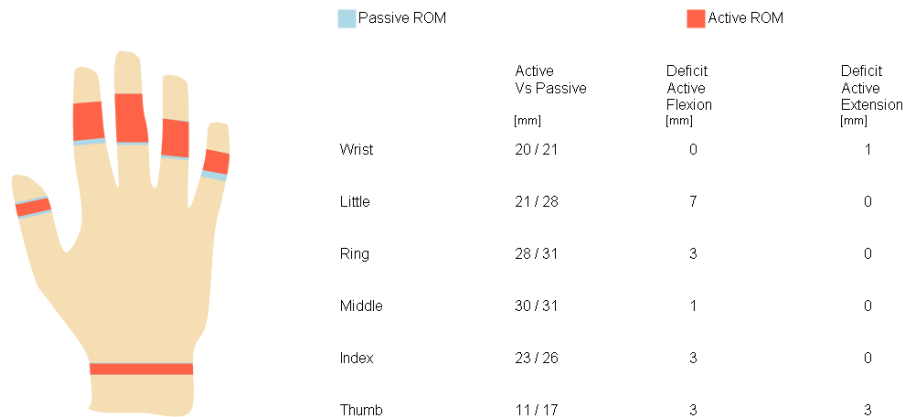 Passive ROM
Active ROM
Active
Vs Passive
[mm]
Deficit
Active
Flexion
[mm]
Deficit
Active
Extension
[mm]
Wrist 20 / 21 0 1
Little 21 / 28 7 0
Ring 28 / 31 3 0
Middle 30 / 31 1 0
Index 23 / 26 3 0
Thumb 11 / 17 3 3